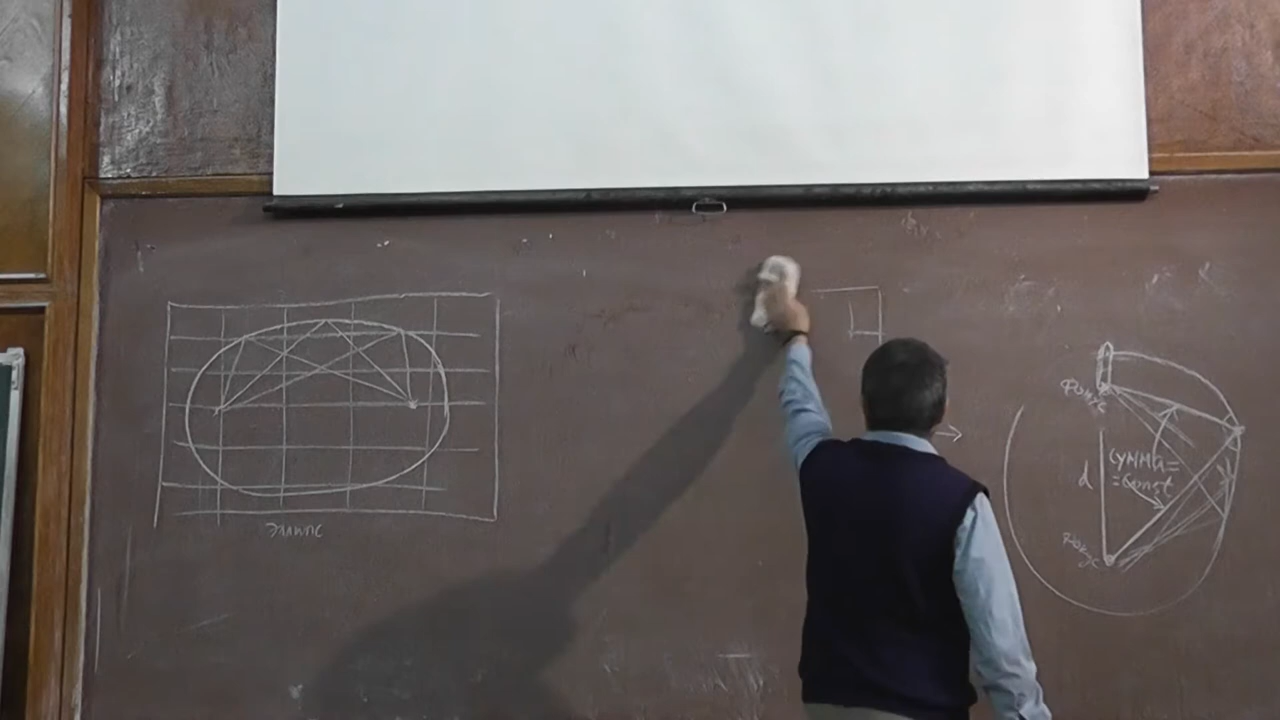 Эллипс
Фокус
d
сумма=
=const
Фокус